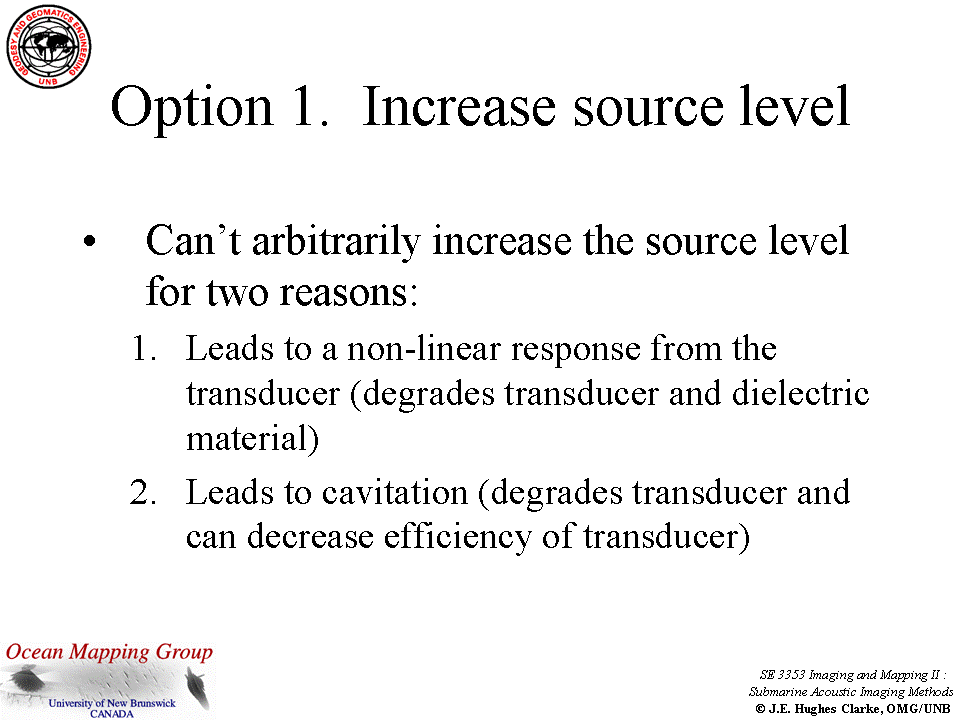 GEODESY AND GEOMATICS ENGINEERING
UNB
Option 1. Increase source level
• Can't arbitrarily increase the source level
for two reasons:
1. Leads to a non-linear response from the
transducer (degrades transducer and dielectric
material)
2. Leads to cavitation (degrades transducer and
can decrease efficiency of transducer)
Ocean Mapping Group
University of New Brunswick
CANADA
SE 3353 Imaging and Mapping II :
Submarine Acoustic Imaging Methods
© J.E. Hughes Clarke, OMG/UNB